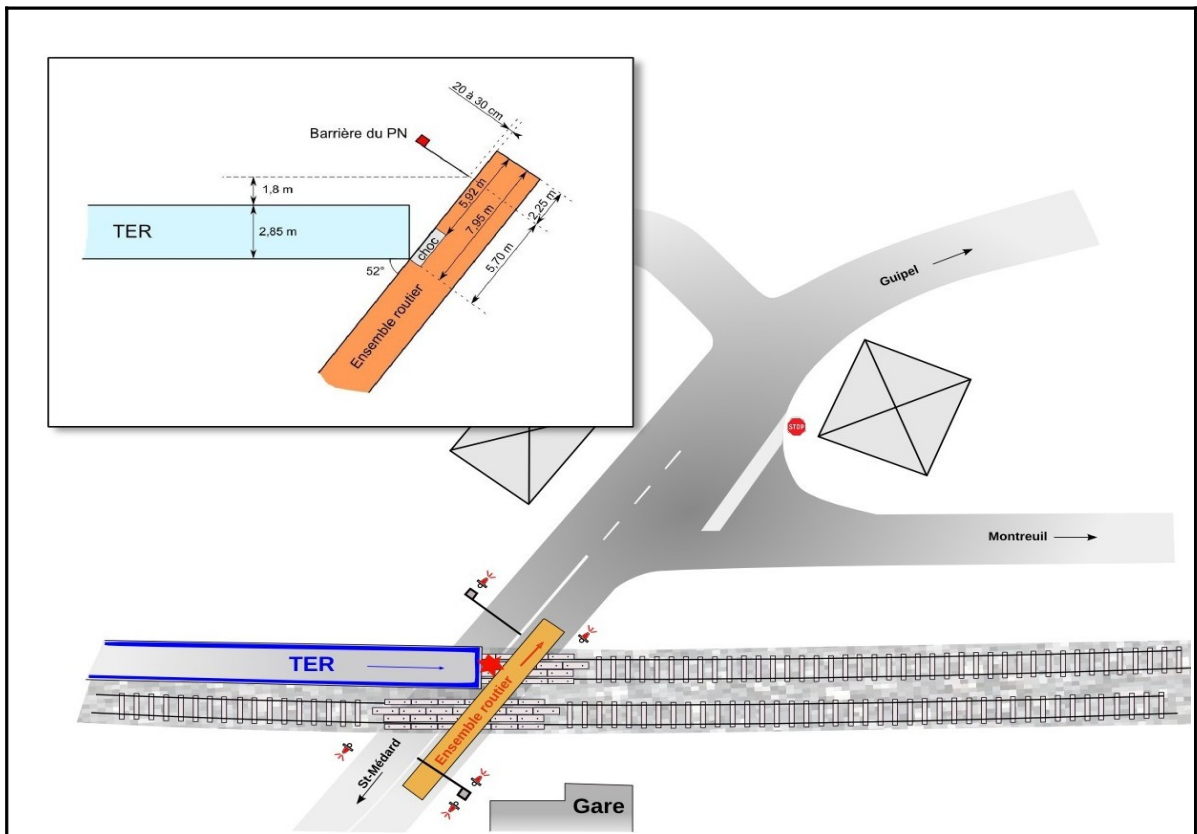 20 à 30 cm
Barrière du PN
1,8 m
5,92 m
7,95 m
2,25 m
TER
2,85 m
choc
5,70 m
52°
Ensemble routier
Guipel
STOP
Montreuil
TER
Ensemble routier
St-Médard
Gare